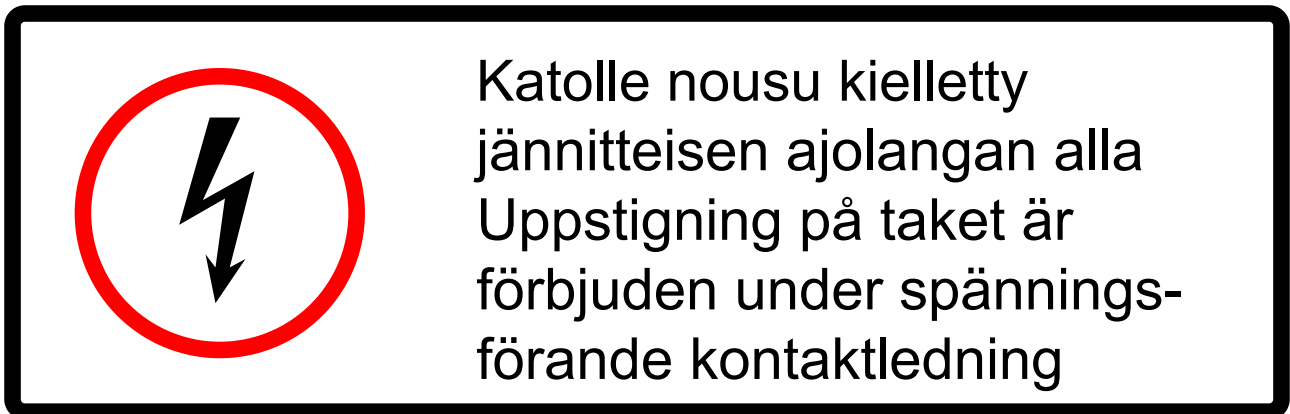 Katolle nousu kielletty
jännitteisen ajolangan alla
Uppstigning på taket är
förbjuden under spännings-
förande kontaktledning